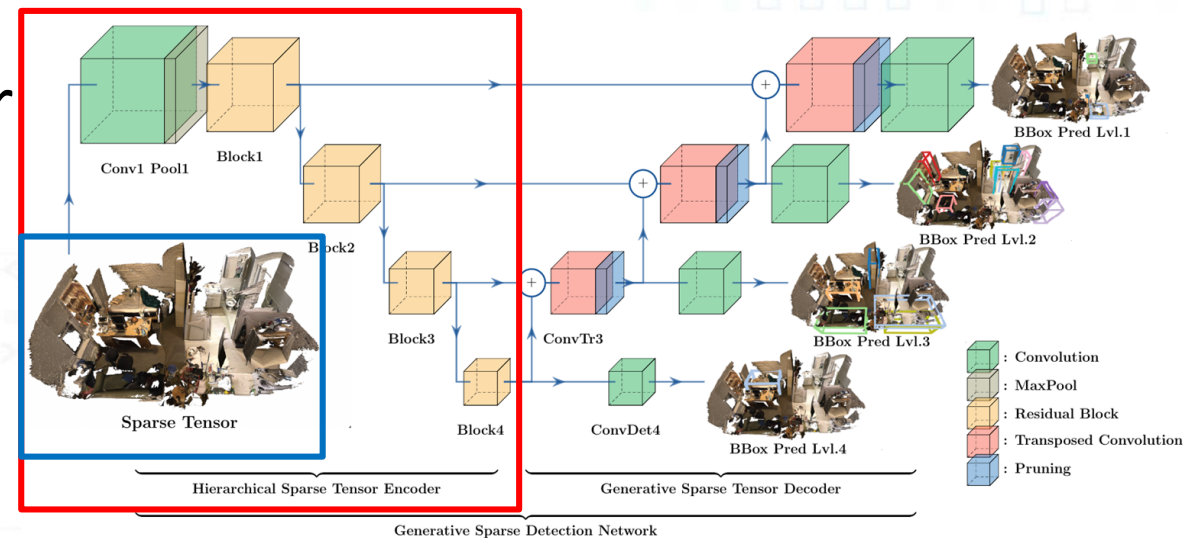 r
Conv1 Pool1
Block1
BBox Pred Lvl.1
Block2
BBox Pred Lvl.2
Block3
ConvTr3
BBox Pred Lvl.3
Sparse Tensor
Block4
ConvDet4
BBox Pred Lvl.4
: Convolution
: MaxPool
: Residual Block
: Transposed Convolution
: Pruning
Hierarchical Sparse Tensor Encoder
Generative Sparse Tensor Decoder
Generative Sparse Detection Network